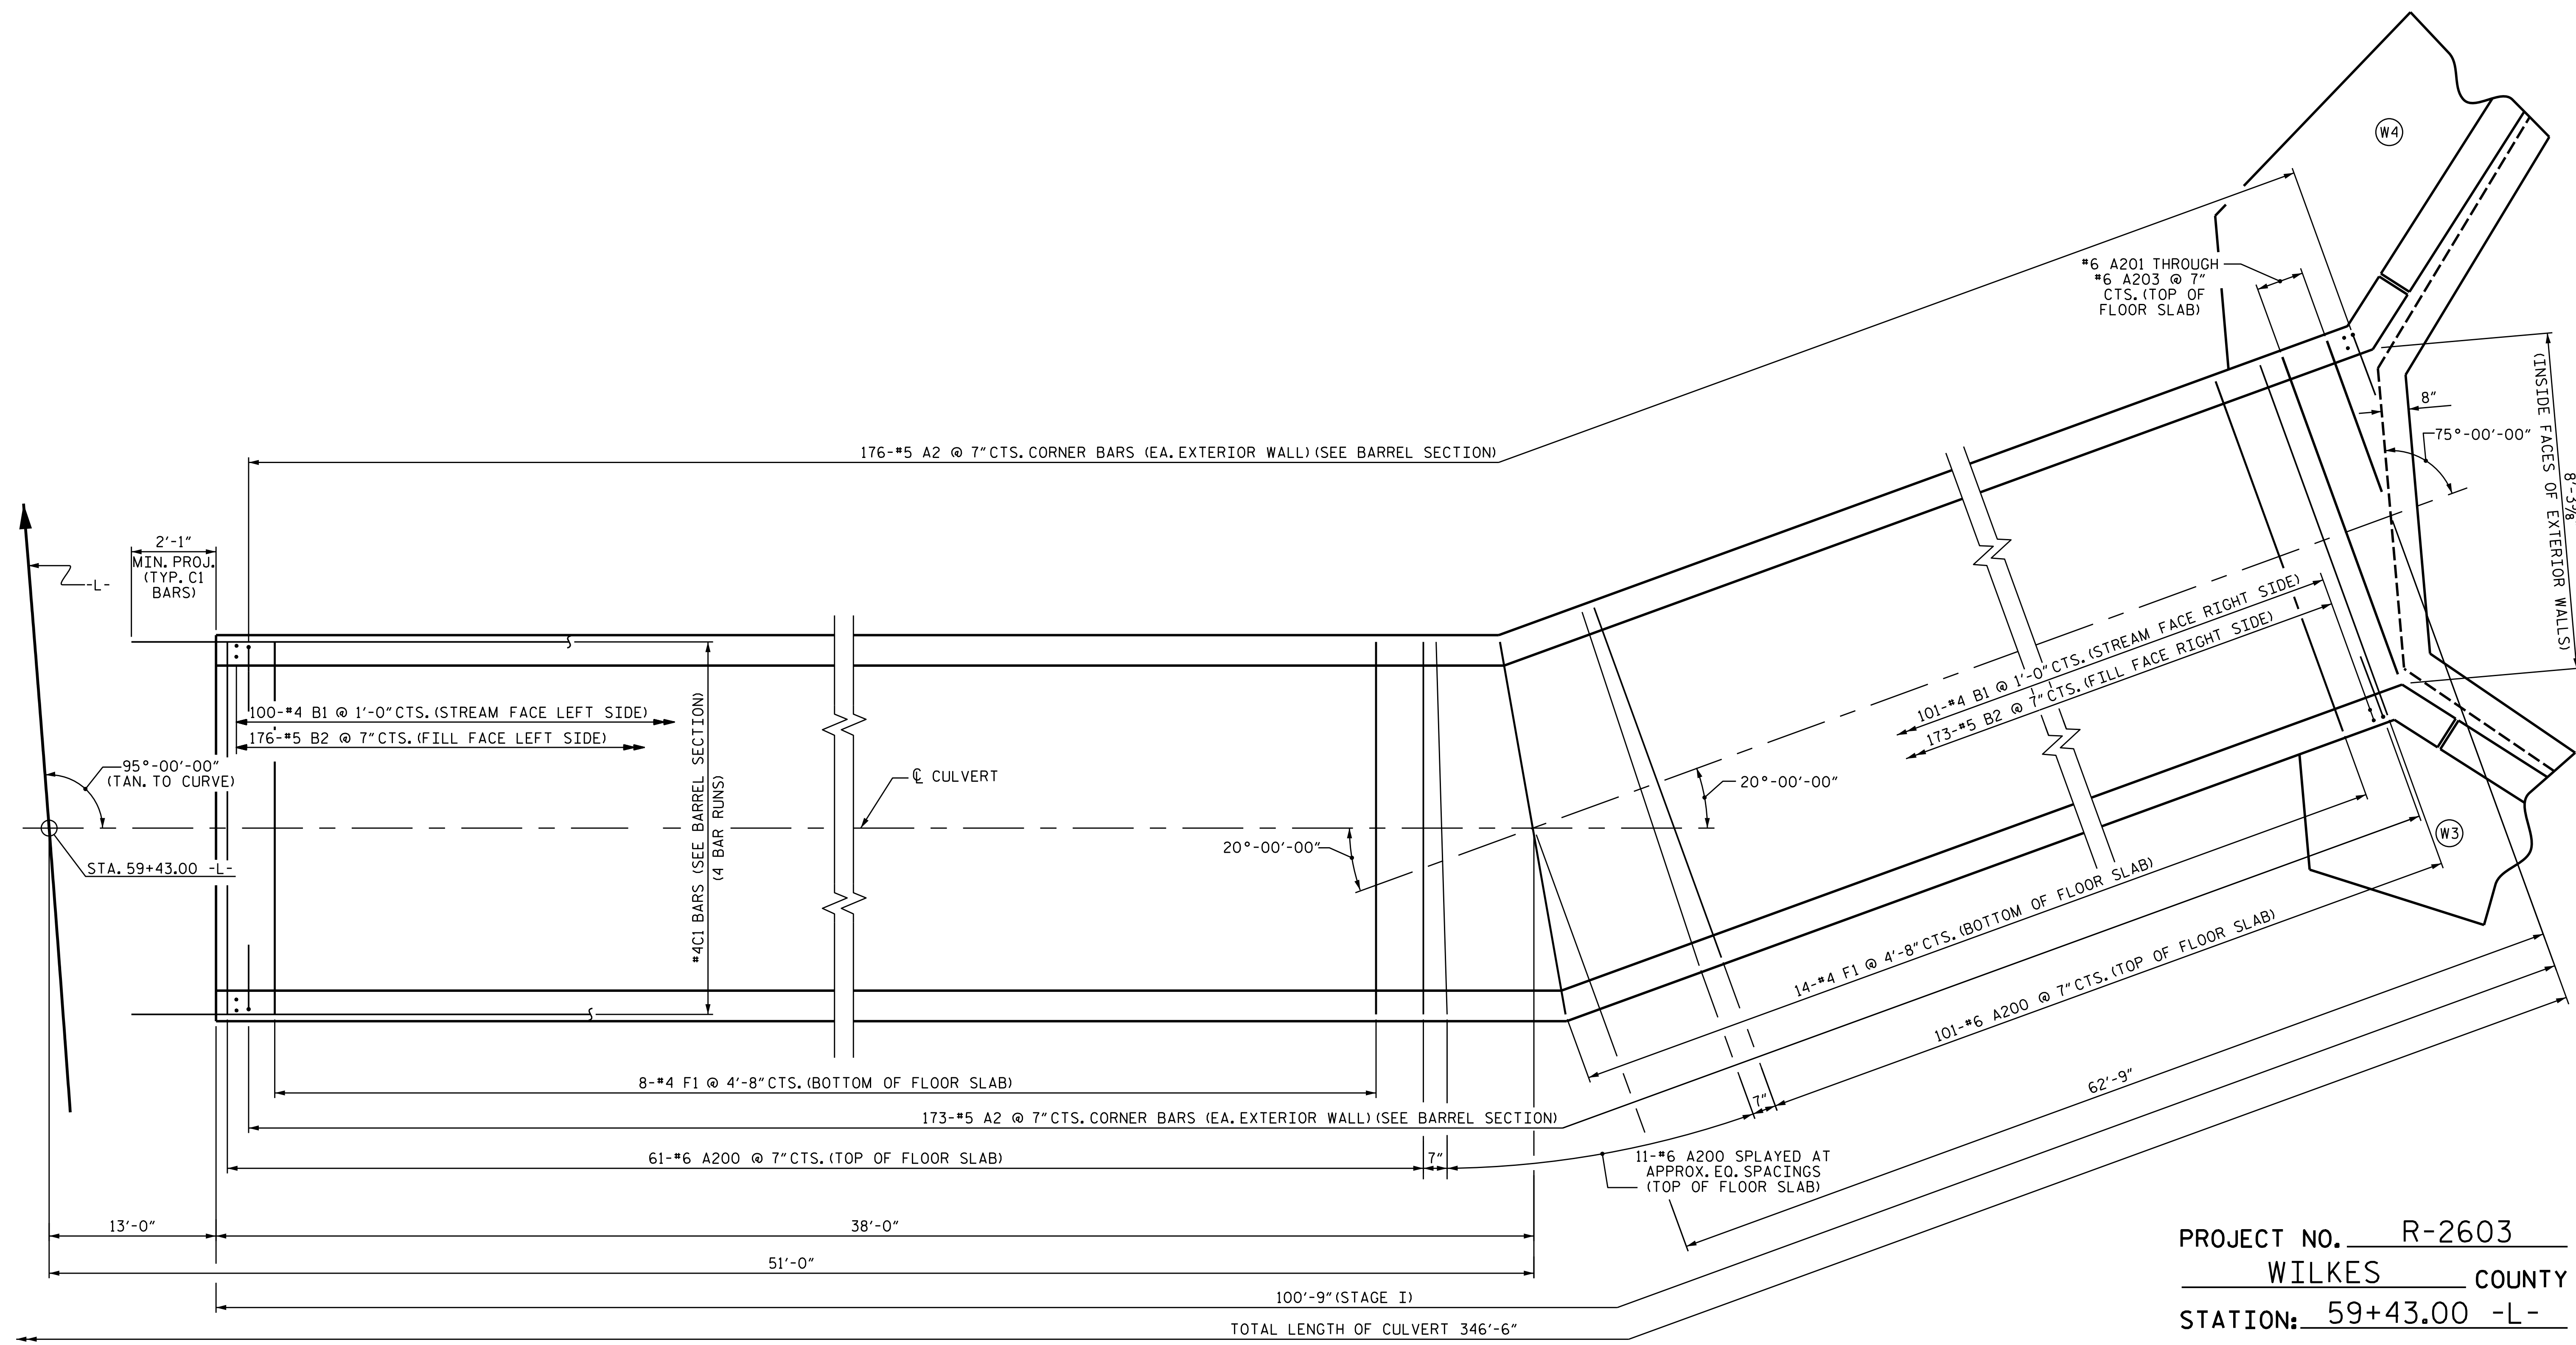 W4
#6 A201 THROUGH
#6 A203 @ 7"
CTS. (TOP OF
FLOOR SLAB)
8"
75°-00'-00"
8'-3⅝
(INSIDE FACES OF EXTERIOR WALLS)
176-#5 A2 @ 7" CTS. CORNER BARS (EA. EXTERIOR WALL) (SEE BARREL SECTION)
2'-1"
MIN. PROJ.
(TYP. C1
BARS)
-L-
101-#4 B1 @ 1'-0" CTS. (STREAM FACE RIGHT SIDE)
173-#5 B2 @ 7" CTS. (FILL FACE RIGHT SIDE)
100-#4 B1 @ 1'-0" CTS. (STREAM FACE LEFT SIDE)
176-#5 B2 @ 7" CTS. (FILL FACE LEFT SIDE)
#4C1 BARS (SEE BARREL SECTION)
(4 BAR RUNS)
95°-00'-00"
(TAN. TO CURVE)
℄ CULVERT
20°-00'-00"
20°-00'-00"
W3
STA. 59+43.00 -L-
14-#4 F1 @ 4'-8" CTS. (BOTTOM OF FLOOR SLAB)
101-#6 A200 @ 7" CTS. (TOP OF FLOOR SLAB)
8-#4 F1 @ 4'-8" CTS. (BOTTOM OF FLOOR SLAB)
7"
62'-9"
173-#5 A2 @ 7" CTS. CORNER BARS (EA. EXTERIOR WALL) (SEE BARREL SECTION)
61-#6 A200 @ 7" CTS. (TOP OF FLOOR SLAB)
7"
11-#6 A200 SPLAYED AT
APPROX. EQ. SPACINGS
(TOP OF FLOOR SLAB)
13'-0"
38'-0"
51'-0"
100'-9" (STAGE I)
TOTAL LENGTH OF CULVERT 346'-6"
PROJECT NO. R-2603
WILKES COUNTY
STATION: 59+43.00 -L-